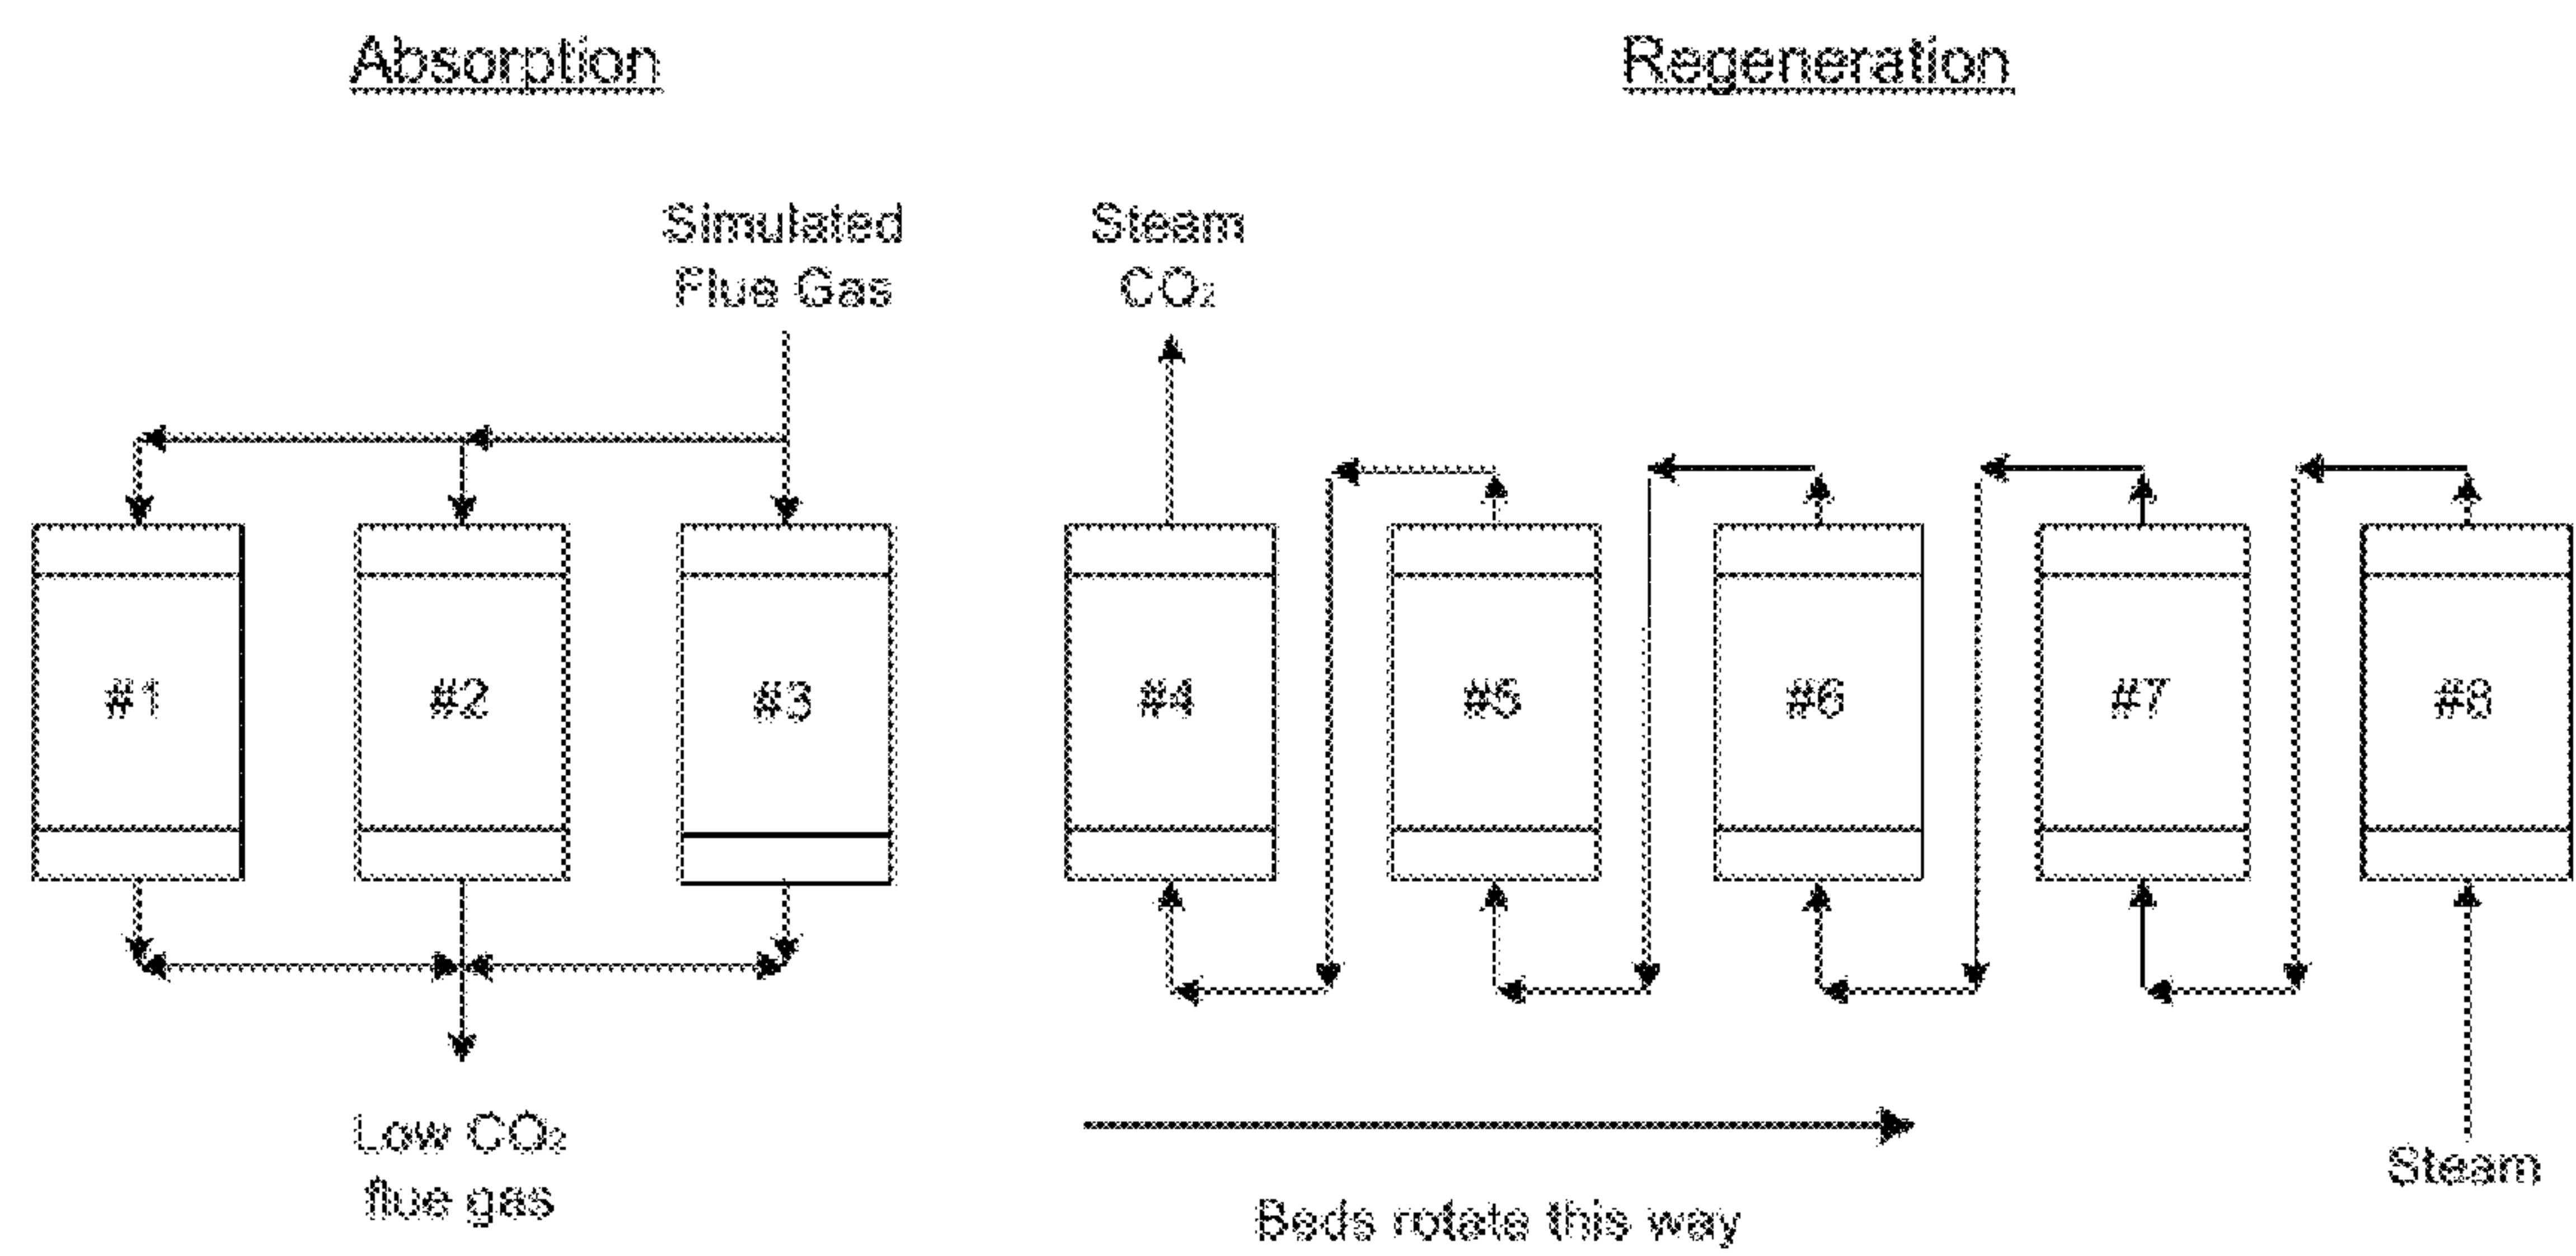 Absorption
Regeneration
Simulated
Flue Gas
Steam
CO₂
#1
#2
#3
#4
#5
#6
#7
#8
Low CO₂
flue gas
Beds rotate this way
Steam